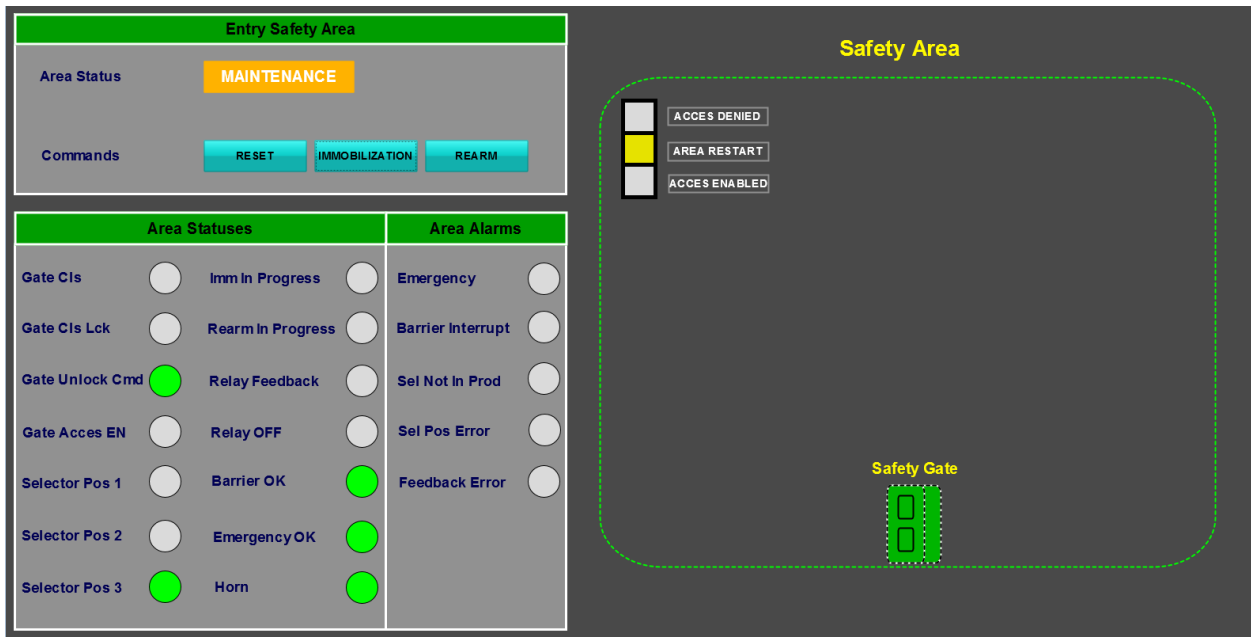 Entry Safety Area
Area Status
MAINTENANCE
Commands
RESET
IMMOBILIZATION
REARM
Area Statuses
Area Alarms
Gate Cls
Imm In Progress
Emergency
Gate Cls Lck
Rearm In Progress
Barrier Interrupt
Gate Unlock Cmd
Relay Feedback
Sel Not In Prod
Gate Acces EN
Relay OFF
Sel Pos Error
Selector Pos 1
Barrier OK
Feedback Error
Selector Pos 2
Emergency OK
Selector Pos 3
Horn
Safety Area
ACCES DENIED
AREA RESTART
ACCES ENABLED
Safety Gate